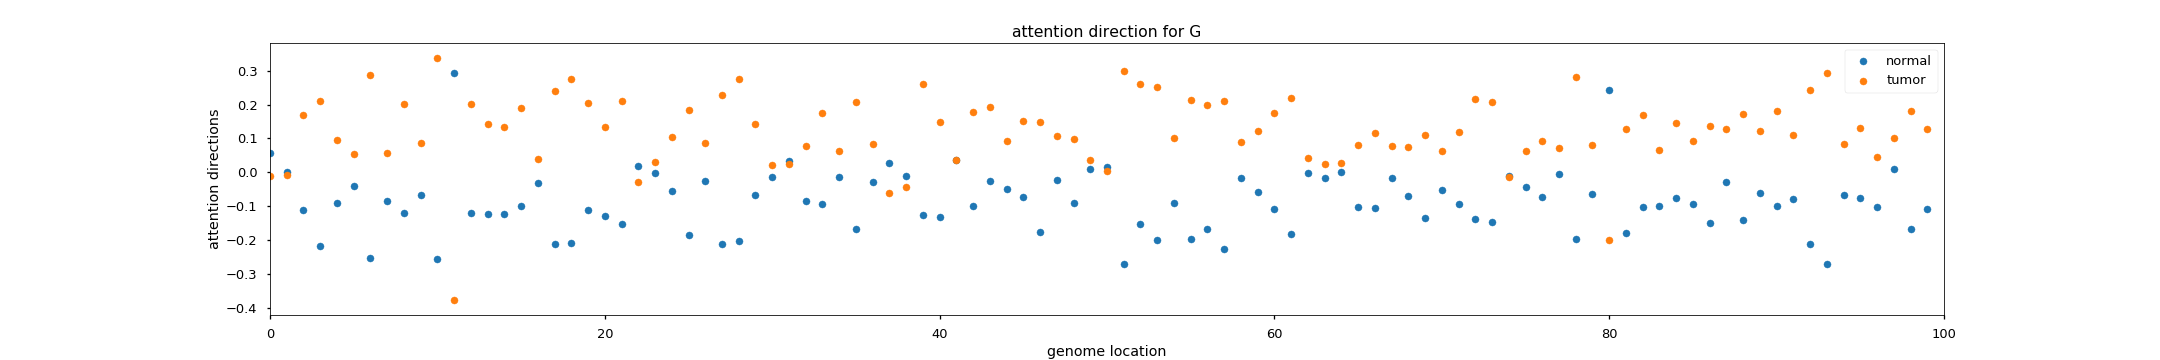 attention direction for G
normal
tumor
attention directions
0.3
0.2
0.1
0.0
−0.1
−0.2
−0.3
−0.4
0 20 40 60 80 100
genome location